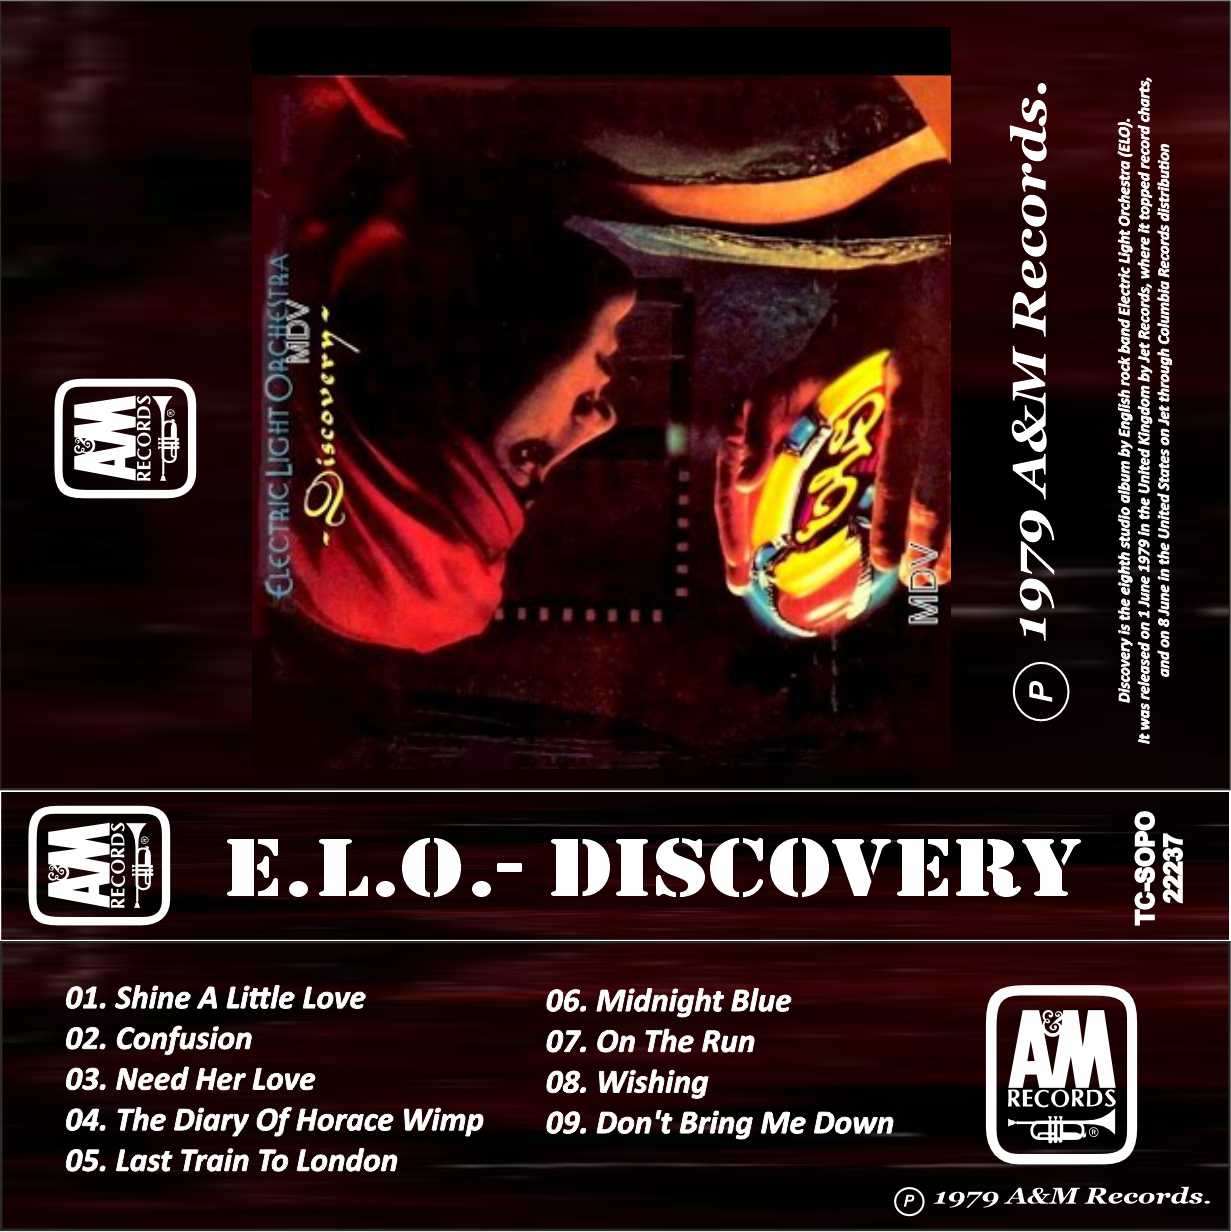 ELECTRIC LIGHT ORCHESTRA
MDV
-Discovery-
elo
MDV
A&M
RECORDS
®
P 1979 A&M Records.
Discovery is the eighth studio album by English rock band Electric Light Orchestra (ELO).
It was released on 1 June 1979 in the United Kingdom by Jet Records, where it topped record charts,
and on 8 June in the United States on Jet through Columbia Records distribution
A&M
RECORDS
®
E.L.O.- DISCOVERY
TC-SOPO
22237
01. Shine A Little Love
02. Confusion
03. Need Her Love
04. The Diary Of Horace Wimp
05. Last Train To London
06. Midnight Blue
07. On The Run
08. Wishing
09. Don't Bring Me Down
A&M
RECORDS
®
P 1979 A&M Records.